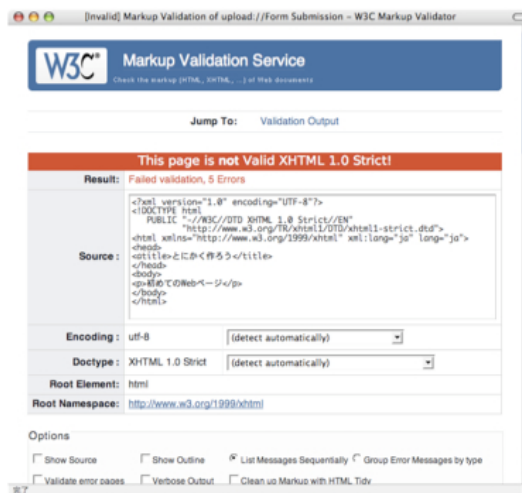 [Invalid] Markup Validation of upload://Form Submission – W3C Markup Validator
W3C Markup Validation Service
Check the markup (HTML, XHTML, ...) of Web documents
Jump To: Validation Output
This page is not Valid XHTML 1.0 Strict!
Result: Failed validation, 5 Errors
Source :
<?xml version="1.0" encoding="UTF-8"?>
<!DOCTYPE html
PUBLIC "-//W3C//DTD XHTML 1.0 Strict//EN"
"http://www.w3.org/TR/xhtml1/DTD/xhtml1-strict.dtd">
<html xmlns="http://www.w3.org/1999/xhtml" xml:lang="ja" lang="ja">
<head>
<atitle>とにかく作ろう</title>
</head>
<body>
<p>初めてのWebページ</p>
</body>
</html>
Encoding : utf-8 (detect automatically)
Doctype : XHTML 1.0 Strict (detect automatically)
Root Element: html
Root Namespace: http://www.w3.org/1999/xhtml
Options
Show Source Show Outline List Messages Sequentially Group Error Messages by type
Validate error pages Verbose Output Clean up Markup with HTML Tidy
完了